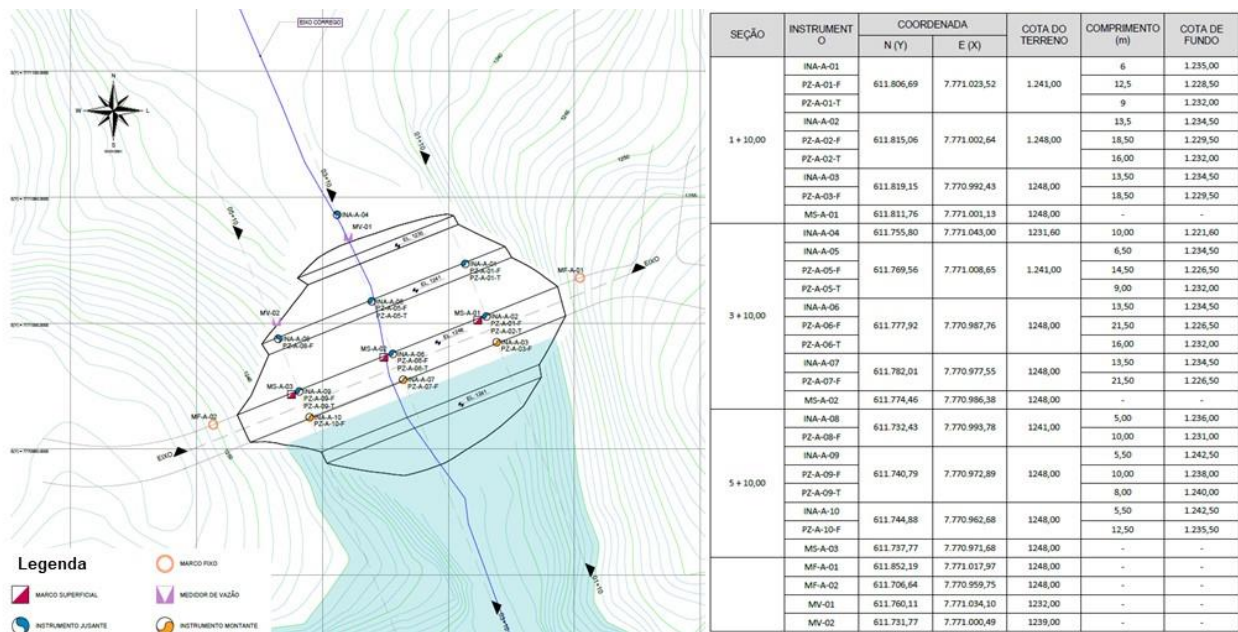 EIXO CÓRREGO
N
W
L
S
1240
1245
1250
1255
01+10
03+10
05+10
INA-A-04
MV-01
EL 1235
INA-A-01
PZ-A-01-F
PZ-A-01-T
EL 1241
MF-A-01
EIXO
INA-A-05
PZ-A-05-F
PZ-A-05-T
MV-02
INA-A-08
PZ-A-08-F
MS-A-01
INA-A-02
PZ-A-01-F
PZ-A-02-T
EL 1248
INA-A-03
PZ-A-03-F
MS-A-02
INA-A-06
PZ-A-06-F
PZ-A-06-T
INA-A-07
PZ-A-07-F
MS-A-03
INA-A-09
PZ-A-09-F
PZ-A-09-T
EL 1241
MF-A-02
INA-A-10
PZ-A-10-F
EIXO
1240
1250
01+10
03+10
Legenda
MARCO FIXO
MARCO SUPERFICIAL
MEDIDOR DE VAZÃO
INSTRUMENTO JUSANTE
INSTRUMENTO MONTANTE
SEÇÃO INSTRUMENT COORDENADA COTA DO COMPRIMENTO COTA DE
O N (Y) E (X) TERRENO (m) FUNDO
INA-A-01 6 1.235,00
1 + 10,00 PZ-A-01-F 611.806,69 7.771.023,52 1.241,00 12,5 1.228,50
PZ-A-01-T 9 1.232,00
INA-A-02 13,5 1.234,50
PZ-A-02-F 611.815,06 7.771.002,64 1.248,00 18,50 1.229,50
PZ-A-02-T 16,00 1.232,00
INA-A-03 611.819,15 7.770.992,43 1248,00 13,50 1.234,50
PZ-A-03-F 18,50 1.229,50
MS-A-01 611.811,76 7.771.001,13 1248,00 - -
3 + 10,00 INA-A-04 611.755,80 7.771.043,00 1231,60 10,00 1.221,60
INA-A-05 6,50 1.234,50
PZ-A-05-F 611.769,56 7.771.008,65 1.241,00 14,50 1.226,50
PZ-A-05-T 9,00 1.232,00
INA-A-06 13,50 1.234,50
PZ-A-06-F 611.777,92 7.770.987,76 1248,00 21,50 1.226,50
PZ-A-06-T 16,00 1.232,00
INA-A-07 611.782,01 7.770.977,55 1248,00 13,50 1.234,50
PZ-A-07-F 21,50 1.226,50
MS-A-02 611.774,46 7.770.986,38 1248,00 - -
5 + 10,00 INA-A-08 611.732,43 7.770.993,78 1241,00 5,00 1.236,00
PZ-A-08-F 10,00 1.231,00
INA-A-09 5,50 1.242,50
PZ-A-09-F 611.740,79 7.770.972,89 1248,00 10,00 1.238,00
PZ-A-09-T 8,00 1.240,00
INA-A-10 611.744,88 7.770.962,68 1248,00 5,50 1.242,50
PZ-A-10-F 12,50 1.235,50
MS-A-03 611.737,77 7.770.971,68 1248,00 - -
MF-A-01 611.852,19 7.771.017,97 1248,00 - -
MF-A-02 611.706,64 7.770.959,75 1248,00 - -
MV-01 611.760,11 7.771.034,10 1232,00 - -
MV-02 611.731,77 7.771.000,49 1239,00 - -